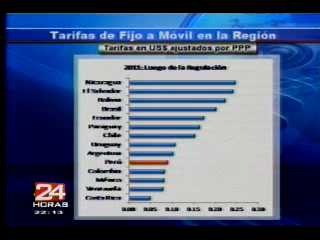 Tarifas de Fijo a Móvil en la Región
Tarifas en US$ ajustados por PPP
2011: Luego de la Regulación
Nicaragua
El Salvador
Bolivia
Brasil
Ecuador
Paraguay
Chile
Uruguay
Argentina
Perú
Colombia
México
Venezuela
Costa Rica
0.00 0.05 0.10 0.15 0.20 0.25 0.30
24
HORAS
22:13